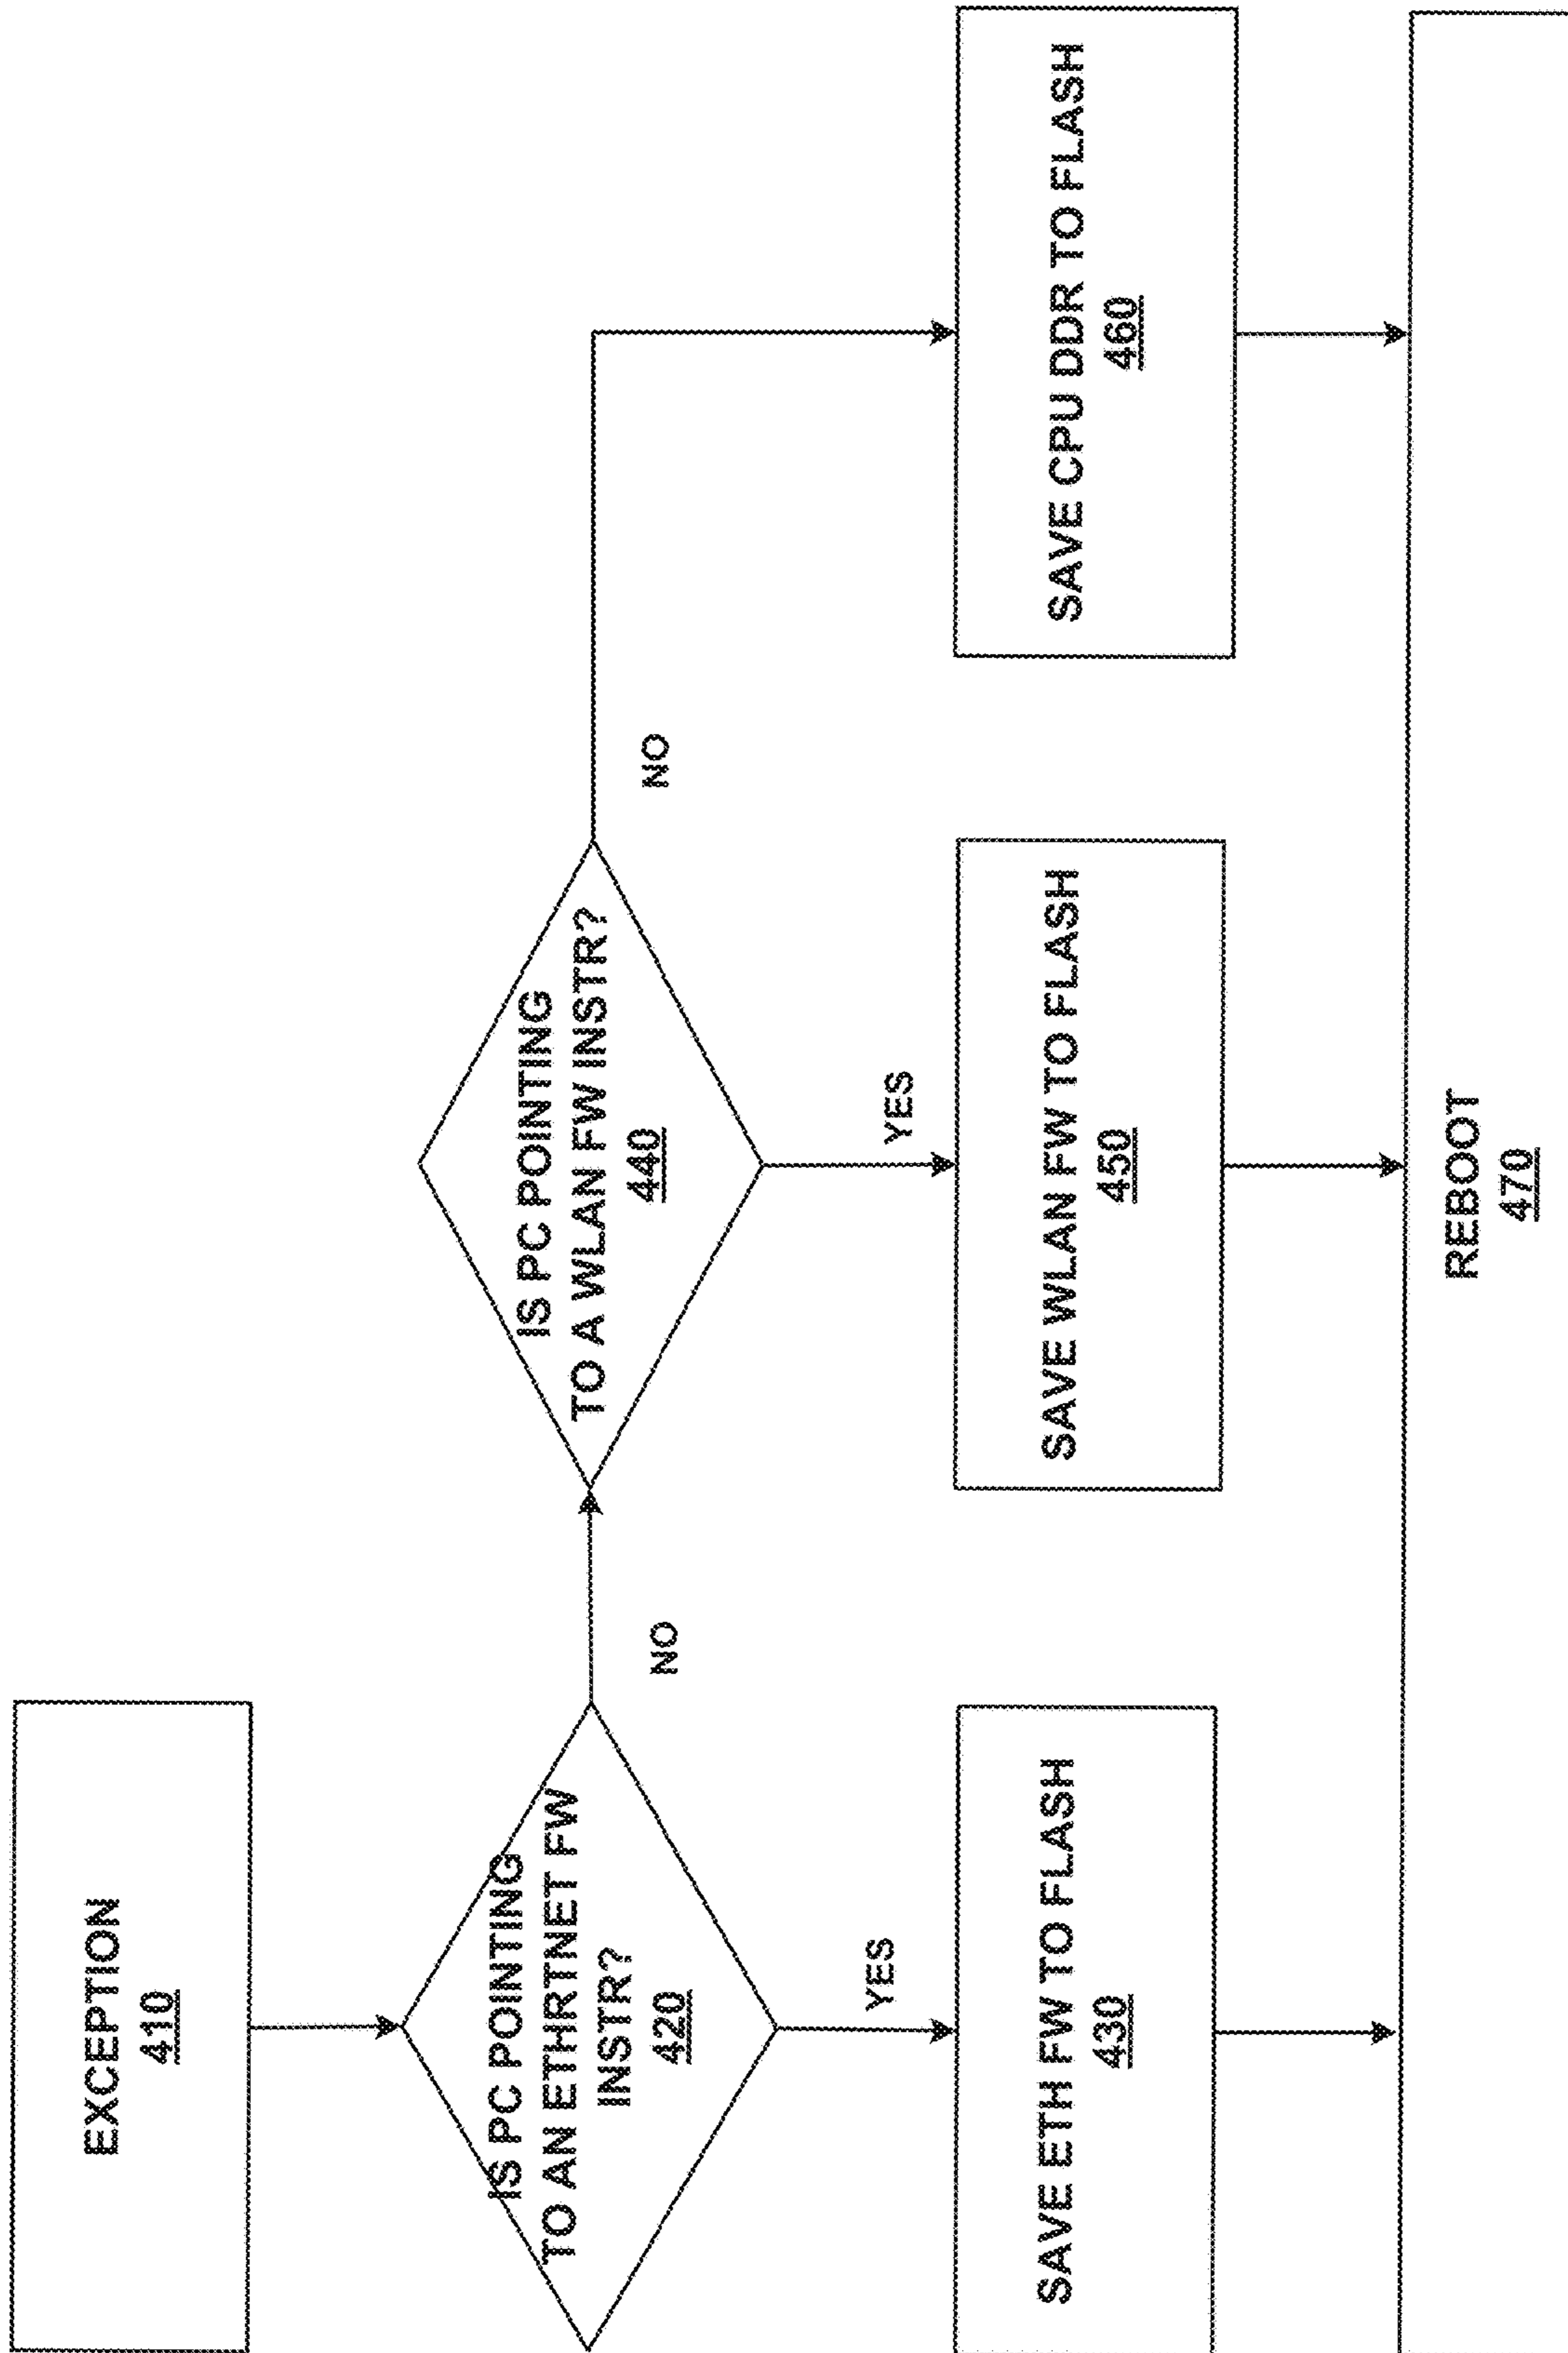 EXCEPTION
410
IS PC POINTING
TO AN ETHRTNET FW
INSTR?
420
NO
YES
SAVE ETH FW TO FLASH
430
IS PC POINTING
TO A WLAN FW INSTR?
440
NO
YES
SAVE WLAN FW TO FLASH
450
SAVE CPU DDR TO FLASH
460
REBOOT
470